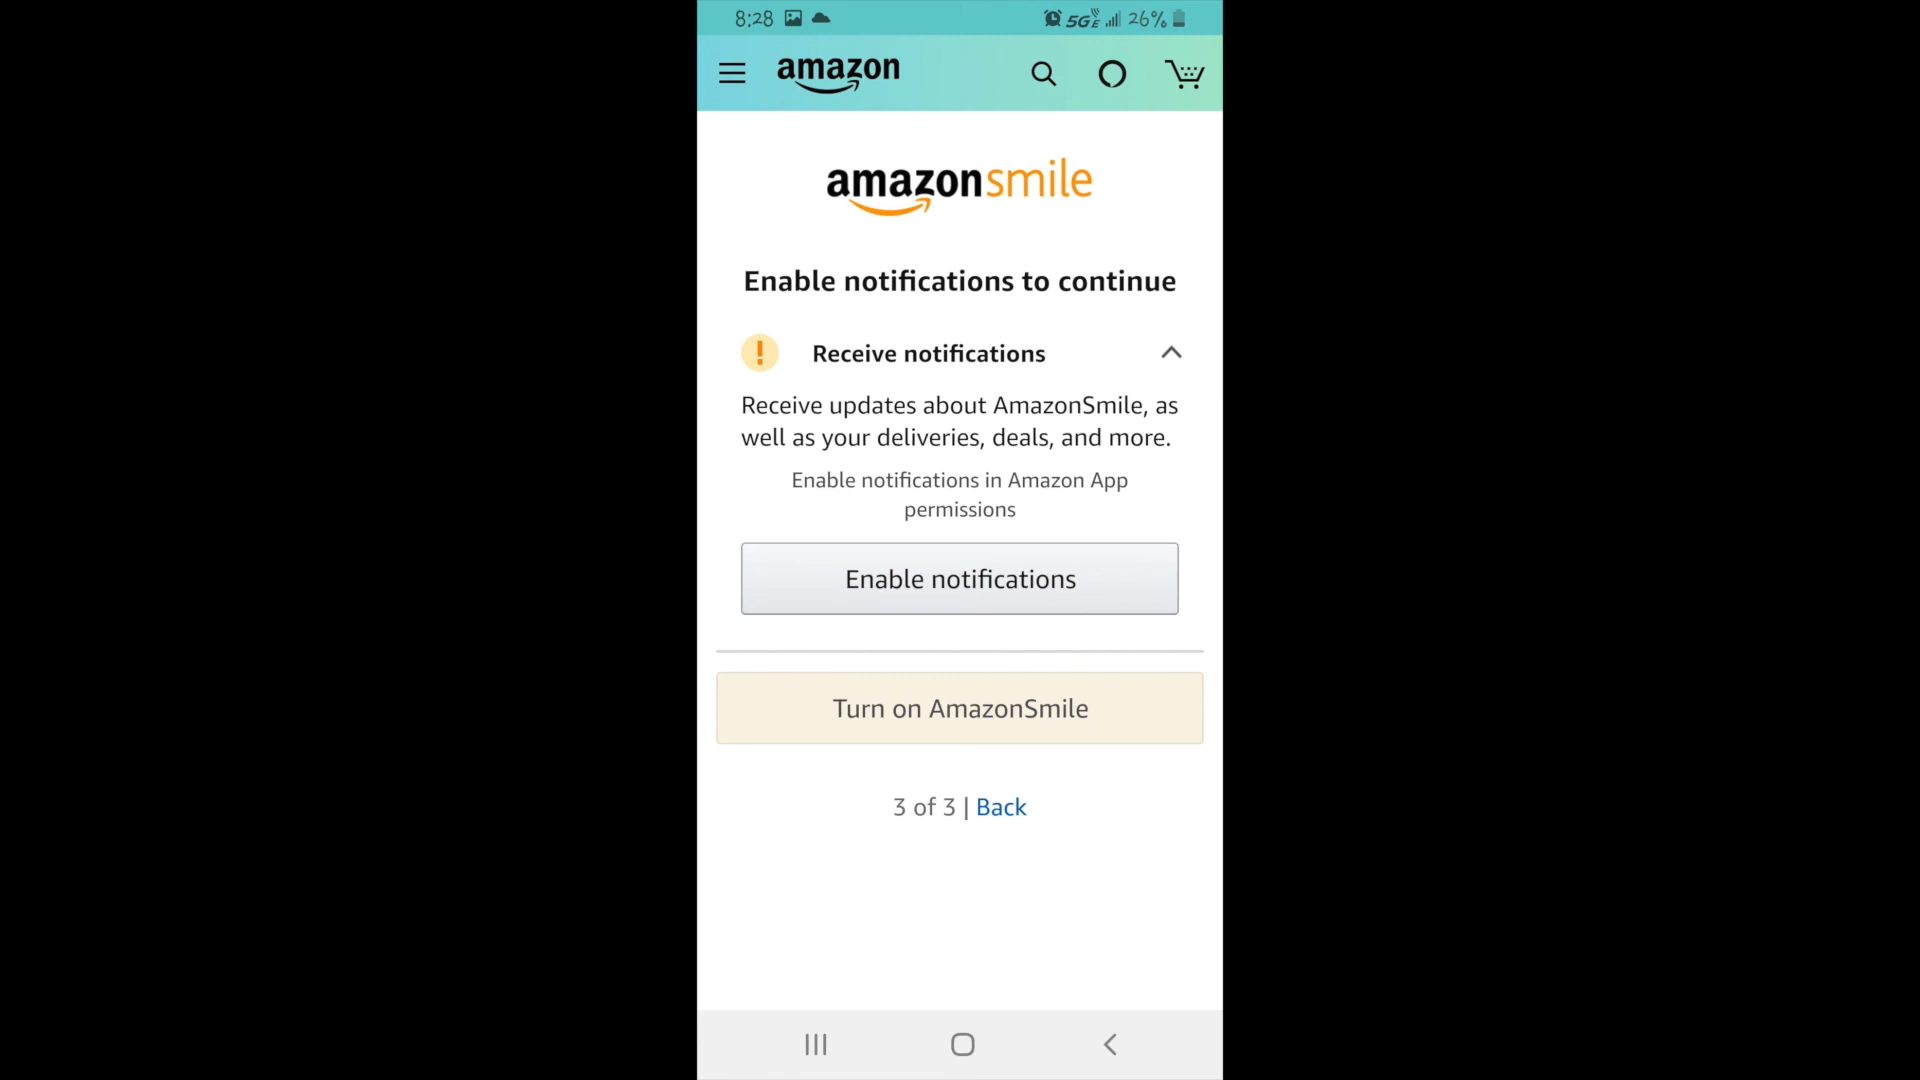 8:28 5GE 26%
amazon
amazonsmile
Enable notifications to continue
! Receive notifications
Receive updates about AmazonSmile, as
well as your deliveries, deals, and more.
Enable notifications in Amazon App
permissions
Enable notifications
Turn on AmazonSmile
3 of 3 | Back